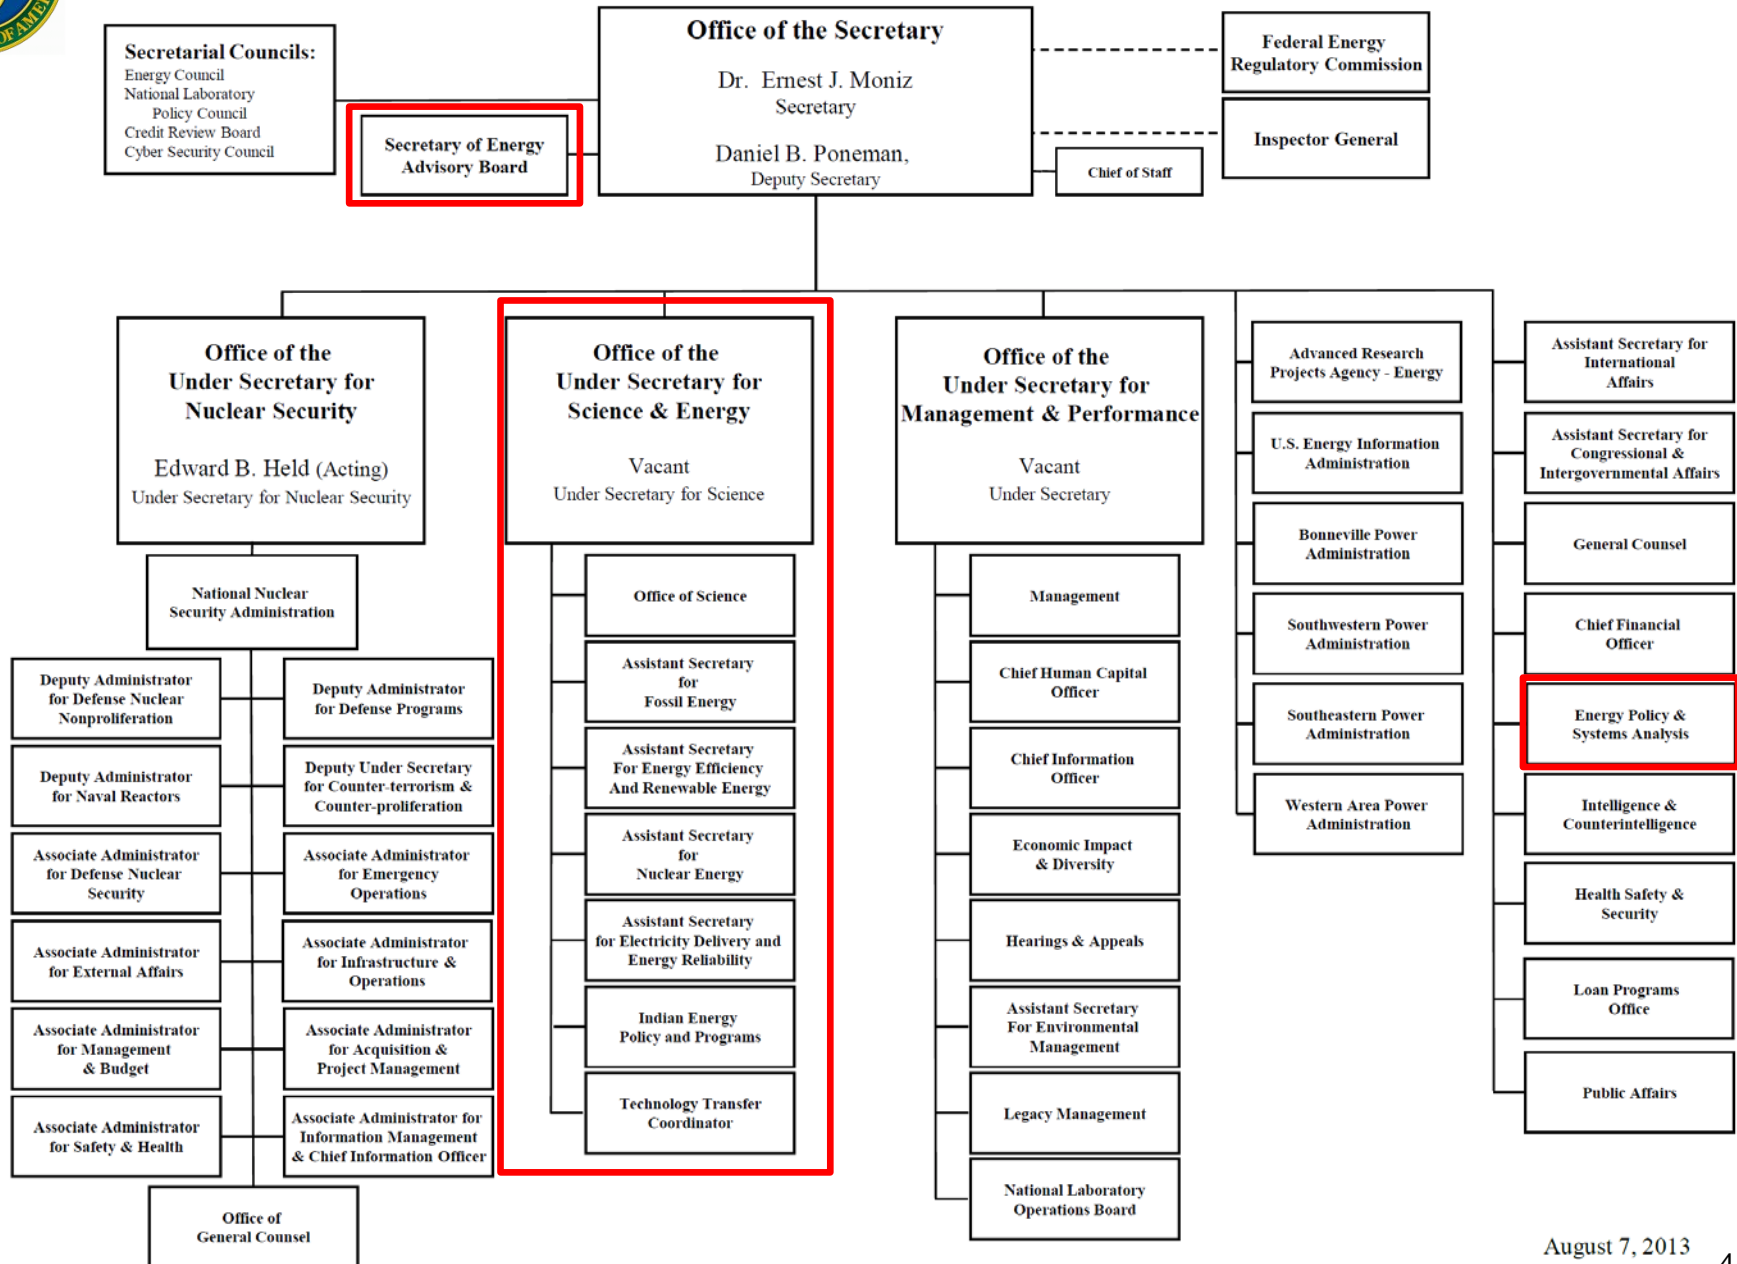 OF AME
Secretarial Councils:
Energy Council
National Laboratory
Policy Council
Credit Review Board
Cyber Security Council
Secretary of Energy
Advisory Board
Office of the Secretary
Dr. Ernest J. Moniz
Secretary
Daniel B. Poneman,
Deputy Secretary
Chief of Staff
Federal Energy
Regulatory Commission
Inspector General
Office of the
Under Secretary for
Nuclear Security
Edward B. Held (Acting)
Under Secretary for Nuclear Security
National Nuclear
Security Administration
Deputy Administrator
for Defense Nuclear
Nonproliferation
Deputy Administrator
for Defense Programs
Deputy Administrator
for Naval Reactors
Deputy Under Secretary
for Counter-terrorism &
Counter-proliferation
Associate Administrator
for Defense Nuclear
Security
Associate Administrator
for Emergency
Operations
Associate Administrator
for External Affairs
Associate Administrator
for Infrastructure &
Operations
Associate Administrator
for Management
& Budget
Associate Administrator
for Acquisition &
Project Management
Associate Administrator
for Safety & Health
Associate Administrator for
Information Management
& Chief Information Officer
Office of
General Counsel
Office of the
Under Secretary for
Science & Energy
Vacant
Under Secretary for Science
Office of Science
Assistant Secretary
for
Fossil Energy
Assistant Secretary
For Energy Efficiency
And Renewable Energy
Assistant Secretary
for
Nuclear Energy
Assistant Secretary
for Electricity Delivery and
Energy Reliability
Indian Energy
Policy and Programs
Technology Transfer
Coordinator
Office of the
Under Secretary for
Management & Performance
Vacant
Under Secretary
Management
Chief Human Capital
Officer
Chief Information
Officer
Economic Impact
& Diversity
Hearings & Appeals
Assistant Secretary
For Environmental
Management
Legacy Management
National Laboratory
Operations Board
Advanced Research
Projects Agency - Energy
U.S. Energy Information
Administration
Bonneville Power
Administration
Southwestern Power
Administration
Southeastern Power
Administration
Western Area Power
Administration
Assistant Secretary for
International
Affairs
Assistant Secretary for
Congressional &
Intergovernmental Affairs
General Counsel
Chief Financial
Officer
Energy Policy &
Systems Analysis
Intelligence &
Counterintelligence
Health Safety &
Security
Loan Programs
Office
Public Affairs
August 7, 2013
4